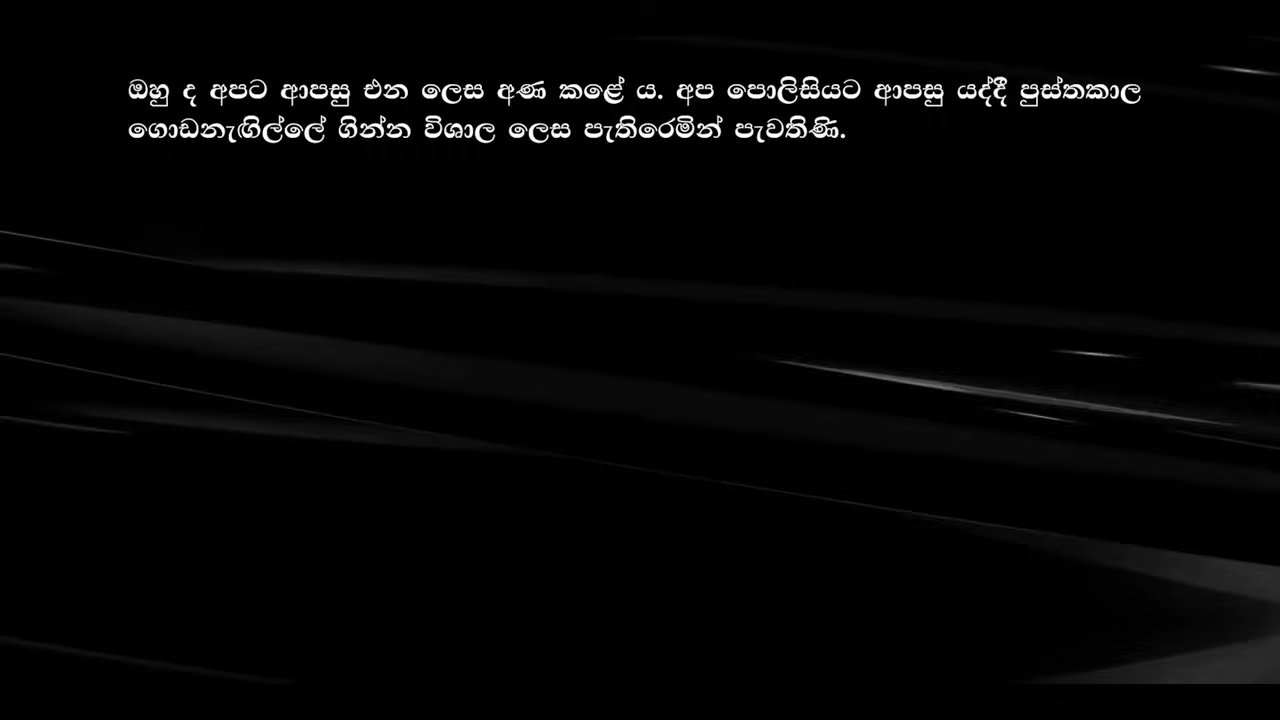 ඔහු ද අපට ආපසු එන ලෙස අණ කළේ ය. අප පොලිසියට ආපසු යද්දී පුස්තකාල
ගොඩනැඟිල්ලේ ගින්න විශාල ලෙස පැතිරෙමින් පැවතිණි.